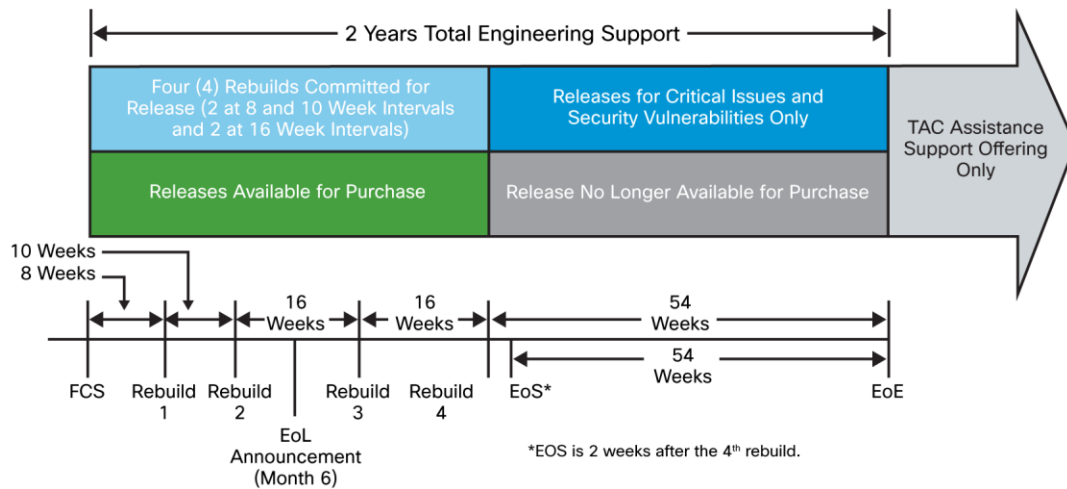 2 Years Total Engineering Support
Four (4) Rebuilds Committed for
Release (2 at 8 and 10 Week Intervals
and 2 at 16 Week Intervals)
Releases for Critical Issues and
Security Vulnerabilities Only
TAC Assistance
Support Offering
Only
Releases Available for Purchase
Release No Longer Available for Purchase
10 Weeks
8 Weeks
16
Weeks
16
Weeks
54
Weeks
54
Weeks
FCS
Rebuild
1
Rebuild
2
Rebuild
3
Rebuild
4
EoS*
EoE
EoL
Announcement
(Month 6)
*EOS is 2 weeks after the 4th rebuild.